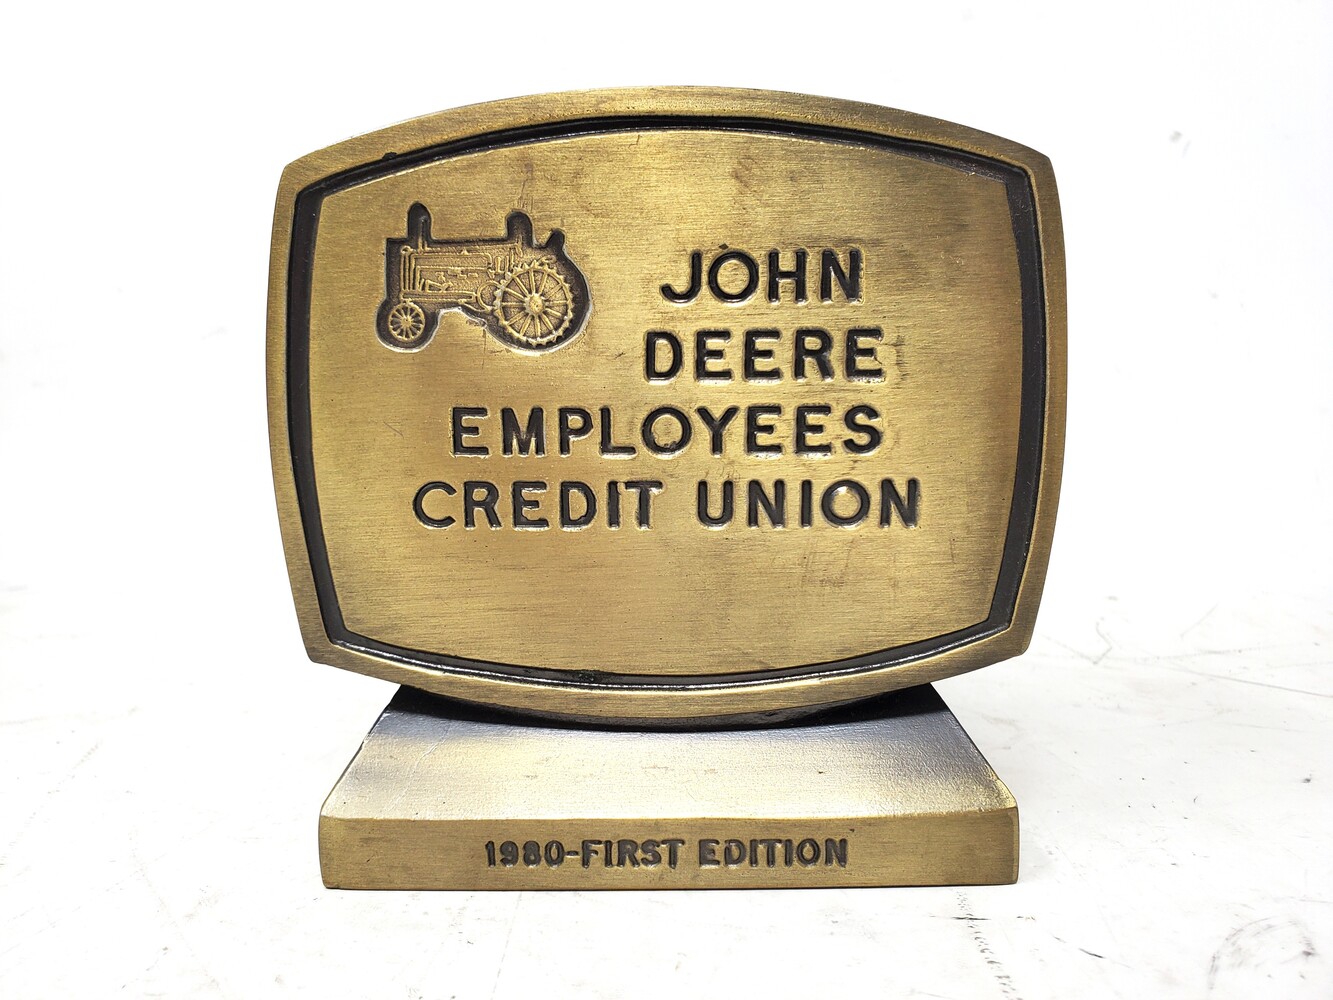 JOHN
DEERE
EMPLOYEES
CREDIT UNION
1980-FIRST EDITION